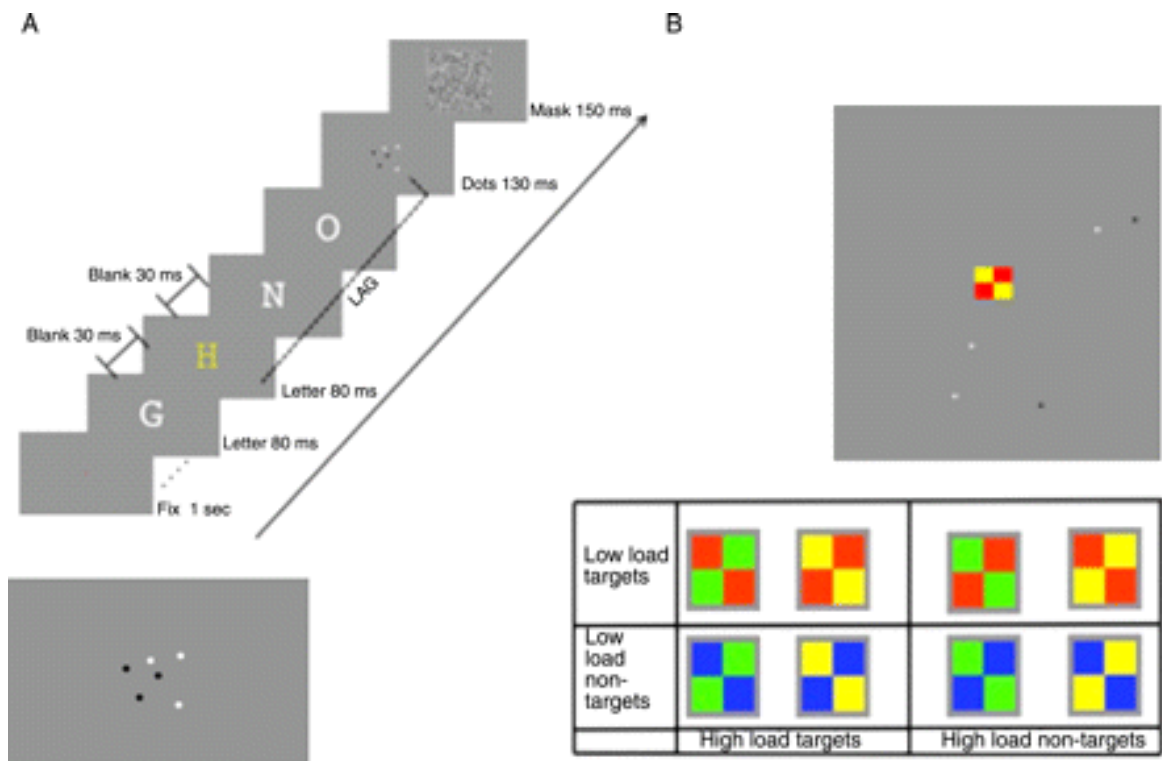 A
B
Mask 150 ms
Dots 130 ms
O
LAG
Blank 30 ms
N
Blank 30 ms
H
Letter 80 ms
G
Letter 80 ms
Fix 1 sec
Low load
targets
Low
load
non-
targets
High load targets
High load non-targets